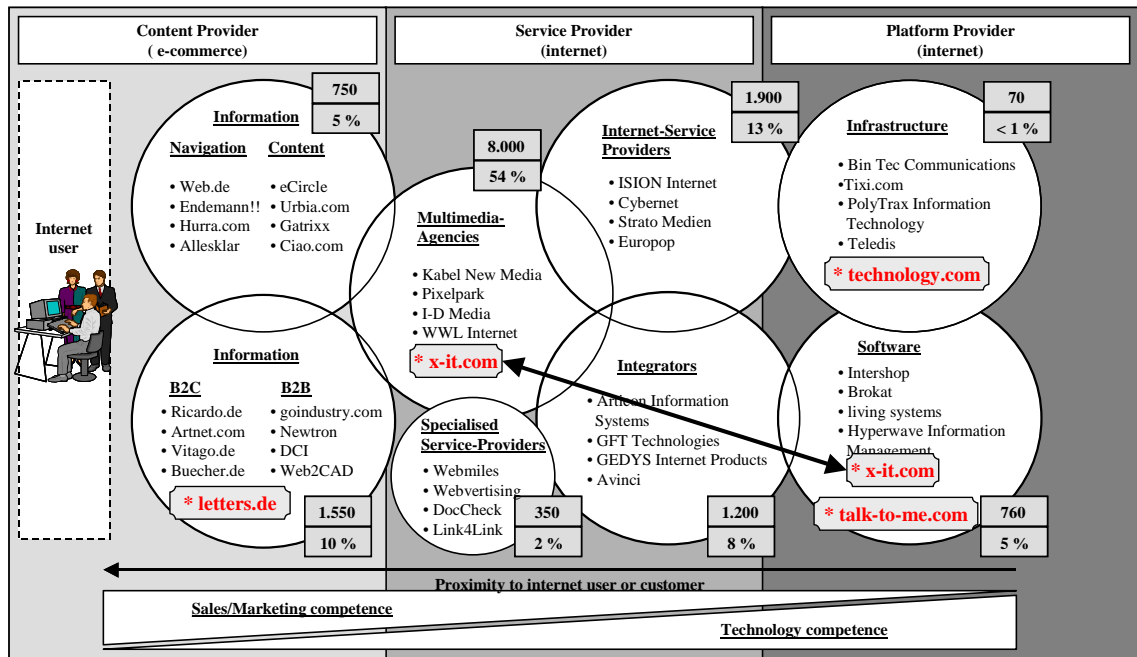 Content Provider
( e-commerce)
Service Provider
(internet)
Platform Provider
(internet)
Internet
user
750
5 %
Information
Navigation
• Web.de
• Endemann!!
• Hurra.com
• Allesklar
Content
• eCircle
• Urbia.com
• Gatrixx
• Ciao.com
Information
B2C
• Ricardo.de
• Artnet.com
• Vitago.de
• Buecher.de
B2B
• goindustry.com
• Newtron
• DCI
• Web2CAD
* letters.de
1.550
10 %
8.000
54 %
Multimedia-
Agencies
• Kabel New Media
• Pixelpark
• I-D Media
• WWL Internet
* x-it.com
Specialised
Service-Providers
• Webmiles
• Webvertising
• DocCheck
• Link4Link
350
2 %
1.900
13 %
Internet-Service
Providers
• ISION Internet
• Cybernet
• Strato Medien
• Europop
Integrators
• Articon Information
Systems
• GFT Technologies
• GEDYS Internet Products
• Avinci
1.200
8 %
70
< 1 %
Infrastructure
• Bin Tec Communications
•Tixi.com
• PolyTrax Information
Technology
• Teledis
* technology.com
Software
• Intershop
• Brokat
• living systems
• Hyperwave Information
Management
* x-it.com
* talk-to-me.com
760
5 %
Proximity to internet user or customer
Sales/Marketing competence
Technology competence